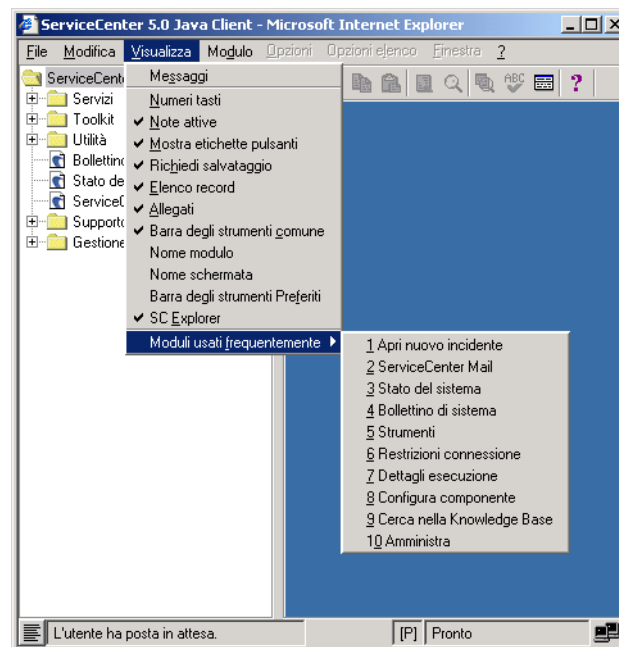 ServiceCenter 5.0 Java Client - Microsoft Internet Explorer
File Modifica Visualizza Modulo Opzioni Opzioni elenco Finestra ?
ServiceCent
Servizi
Toolkit
Utilità
Bollettino
Stato de
Service
Supporto
Gestione
Messaggi
Numeri tasti
Note attive
Mostra etichette pulsanti
Richiedi salvataggio
Elenco record
Allegati
Barra degli strumenti comune
Nome modulo
Nome schermata
Barra degli strumenti Preferiti
SC Explorer
Moduli usati frequentemente
1 Apri nuovo incidente
2 ServiceCenter Mail
3 Stato del sistema
4 Bollettino di sistema
5 Strumenti
6 Restrizioni connessione
7 Dettagli esecuzione
8 Configura componente
9 Cerca nella Knowledge Base
10 Amministra
ABC
?
L'utente ha posta in attesa.
[P] Pronto